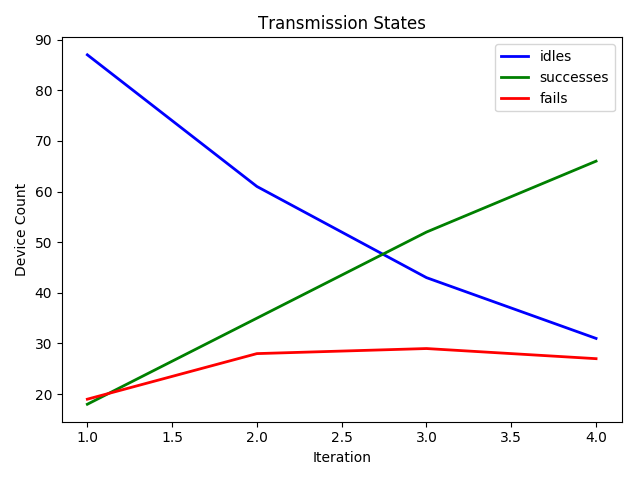 Transmission States
90
80
70
60
50
40
30
20
Device Count
idles
successes
fails
1.0 1.5 2.0 2.5 3.0 3.5 4.0
Iteration